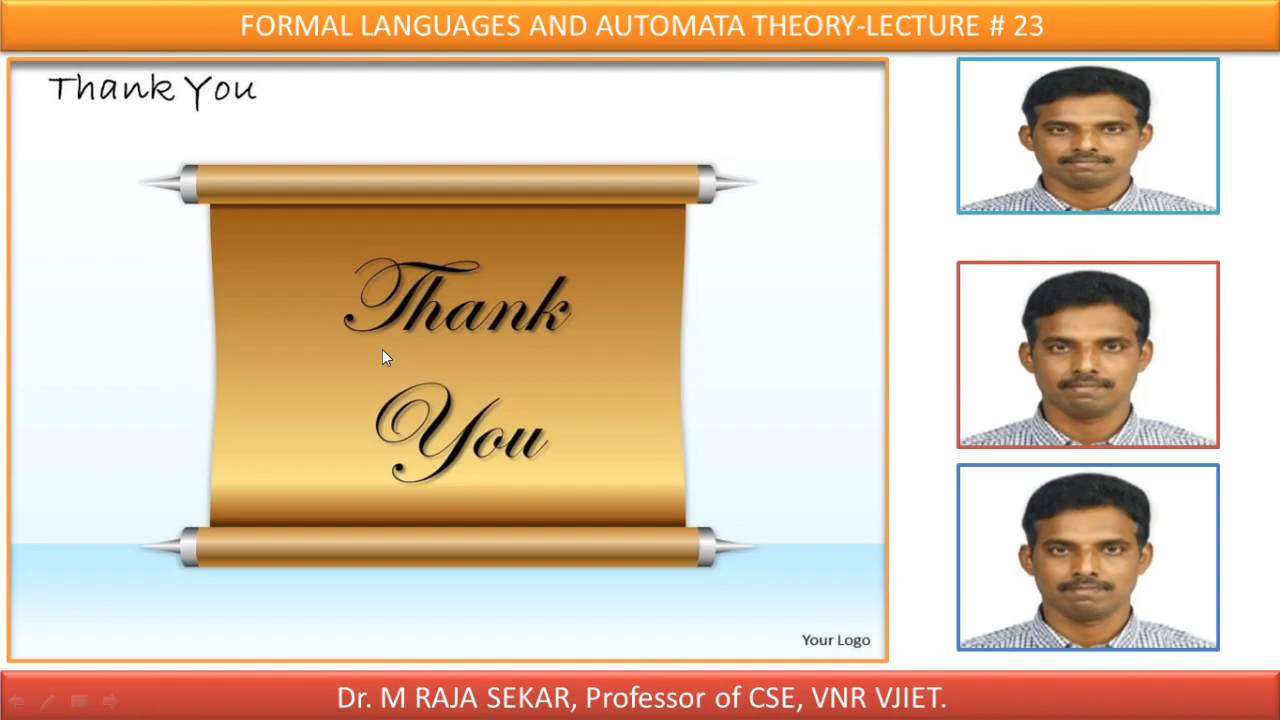 FORMAL LANGUAGES AND AUTOMATA THEORY-LECTURE # 23
Thank You
Thank
You
Your Logo
Dr. M RAJA SEKAR, Professor of CSE, VNR VJIET.